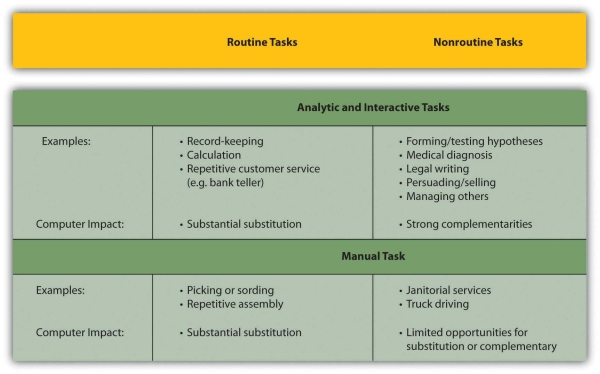 Routine Tasks Nonroutine Tasks
Analytic and Interactive Tasks
Examples:
• Record-keeping
• Calculation
• Repetitive customer service
(e.g. bank teller)
• Forming/testing hypotheses
• Medical diagnosis
• Legal writing
• Persuading/selling
• Managing others
Computer Impact:
• Substantial substitution
• Strong complementarities
Manual Task
Examples:
• Picking or sording
• Repetitive assembly
• Janitorial services
• Truck driving
Computer Impact:
• Substantial substitution
• Limited opportunities for
substitution or complementary